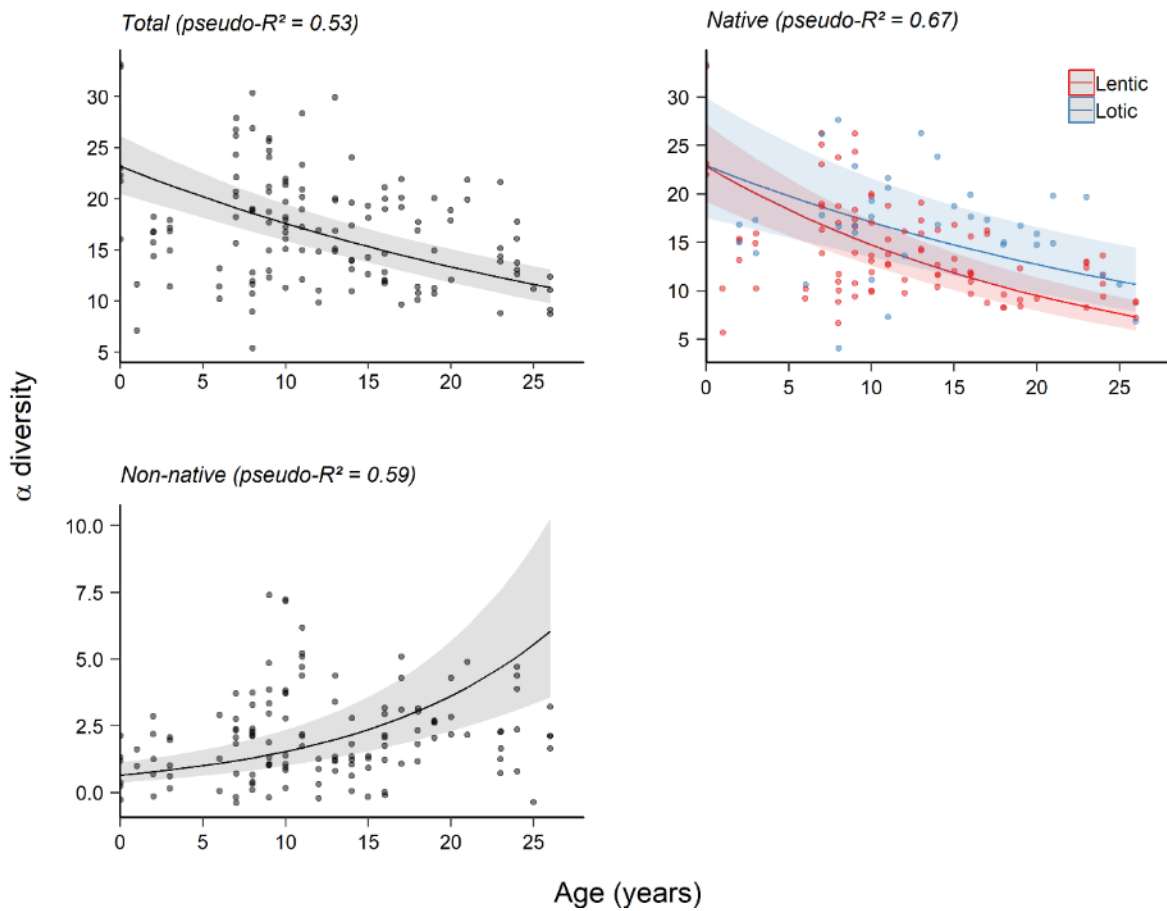 Total (pseudo-R² = 0.53)
30
25
20
15
10
5
0 5 10 15 20 25
Native (pseudo-R² = 0.67)
Lentic
Lotic
30
25
20
15
10
5
0 5 10 15 20 25
α diversity
Non-native (pseudo-R² = 0.59)
10.0
7.5
5.0
2.5
0.0
0 5 10 15 20 25
Age (years)